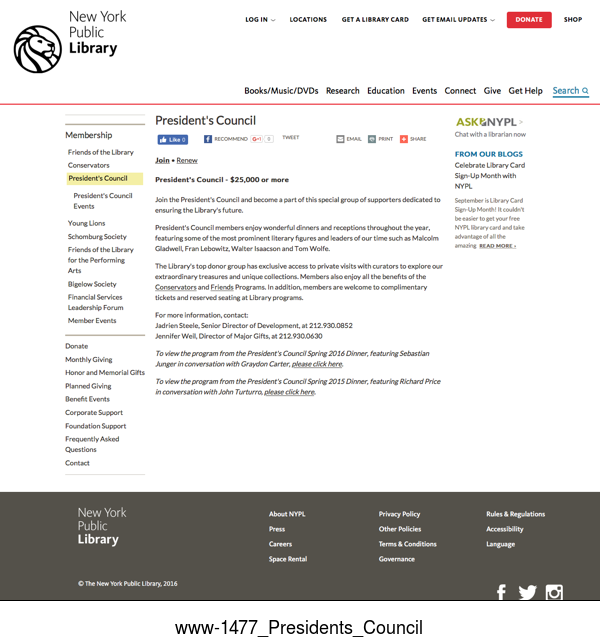 New York
Public
Library
LOG IN
LOCATIONS
GET A LIBRARY CARD
GET EMAIL UPDATES
DONATE
SHOP
Books/Music/DVDs
Research
Education
Events
Connect
Give
Get Help
Search
Membership
Friends of the Library
Conservators
President's Council
President's Council
Events
Young Lions
Schomburg Society
Friends of the Library
for the Performing
Arts
Bigelow Society
Financial Services
Leadership Forum
Member Events
Donate
Monthly Giving
Honor and Memorial Gifts
Planned Giving
Benefit Events
Corporate Support
Foundation Support
Frequently Asked
Questions
Contact
President's Council
Like 0
RECOMMEND
G+1 0
TWEET
EMAIL
PRINT
SHARE
Join • Renew
President's Council - $25,000 or more
Join the President's Council and become a part of this special group of supporters dedicated to
ensuring the Library's future.
President's Council members enjoy wonderful dinners and receptions throughout the year,
featuring some of the most prominent literary figures and leaders of our time such as Malcolm
Gladwell, Fran Lebowitz, Walter Isaacson and Tom Wolfe.
The Library's top donor group has exclusive access to private visits with curators to explore our
extraordinary treasures and unique collections. Members also enjoy all the benefits of the
Conservators and Friends Programs. In addition, members are welcome to complimentary
tickets and reserved seating at Library programs.
For more information, contact:
Jadrien Steele, Senior Director of Development, at 212.930.0852
Jennifer Weil, Director of Major Gifts, at 212.930.0630
To view the program from the President's Council Spring 2016 Dinner, featuring Sebastian
Junger in conversation with Graydon Carter, please click here.
To view the program from the President's Council Spring 2015 Dinner, featuring Richard Price
in conversation with John Turturro, please click here.
ASKNYPL >
Chat with a librarian now
FROM OUR BLOGS
Celebrate Library Card
Sign-Up Month with
NYPL
September is Library Card
Sign-Up Month! It couldn't
be easier to get your free
NYPL library card and take
advantage of all the
amazing READ MORE ›
New York
Public
Library
About NYPL
Press
Careers
Space Rental
Privacy Policy
Other Policies
Terms & Conditions
Governance
Rules & Regulations
Accessibility
Language
© The New York Public Library, 2016
www-1477_Presidents_Council